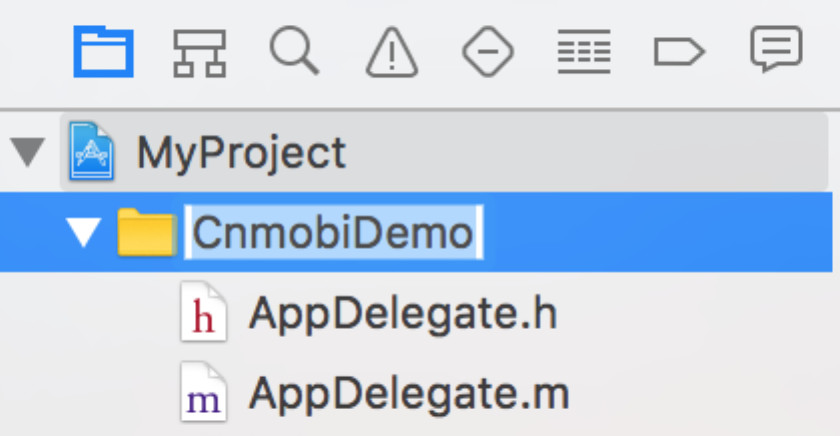 MyProject
CnmobiDemo
h AppDelegate.h
m AppDelegate.m